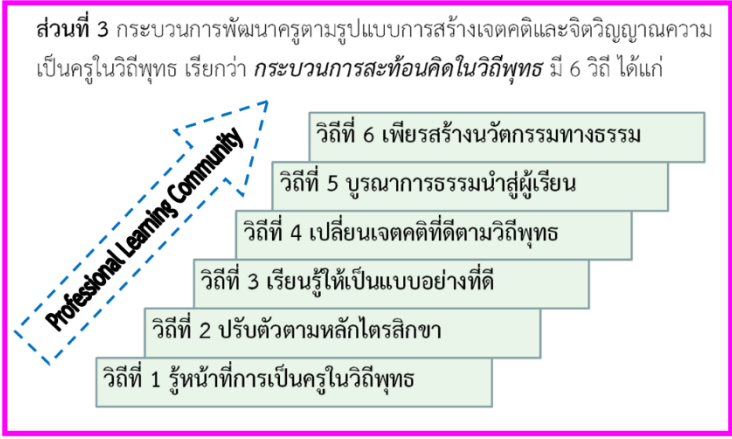 ส่วนที่ 3 กระบวนการพัฒนาครูตามรูปแบบการสร้างเจตคติและจิตวิญญาณความ
เป็นครูในวิถีพุทธ เรียกว่า กระบวนการสะท้อนคิดในวิถีพุทธ มี 6 วิถี ได้แก่
วิถีที่ 6 เพียรสร้างนวัตกรรมทางธรรม
วิถีที่ 5 บูรณาการธรรมนำสู่ผู้เรียน
วิถีที่ 4 เปลี่ยนเจตคติที่ดีตามวิถีพุทธ
วิถีที่ 3 เรียนรู้ให้เป็นแบบอย่างที่ดี
วิถีที่ 2 ปรับตัวตามหลักไตรสิกขา
วิถีที่ 1 รู้หน้าที่การเป็นครูในวิถีพุทธ
Professional Learning Community